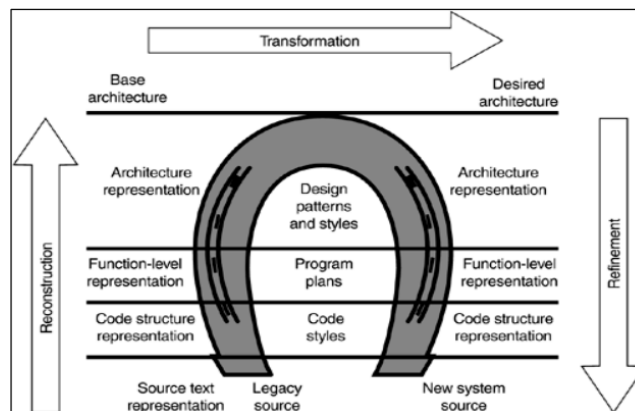 Transformation
Base
architecture
Desired
architecture
Architecture
representation
Design
patterns
and styles
Architecture
representation
Reconstruction
Refinement
Function-level
representation
Program
plans
Function-level
representation
Code structure
representation
Code
styles
Code structure
representation
Source text
representation
Legacy
source
New system
source